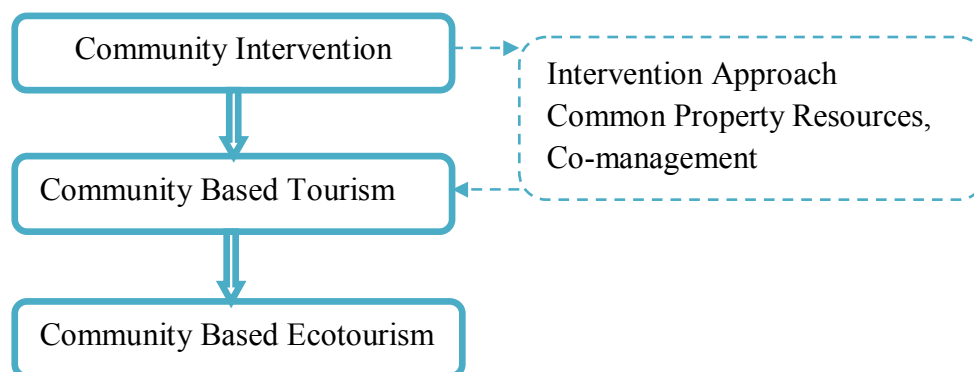 Community Intervention
Intervention Approach
Common Property Resources,
Co-management
Community Based Tourism
Community Based Ecotourism